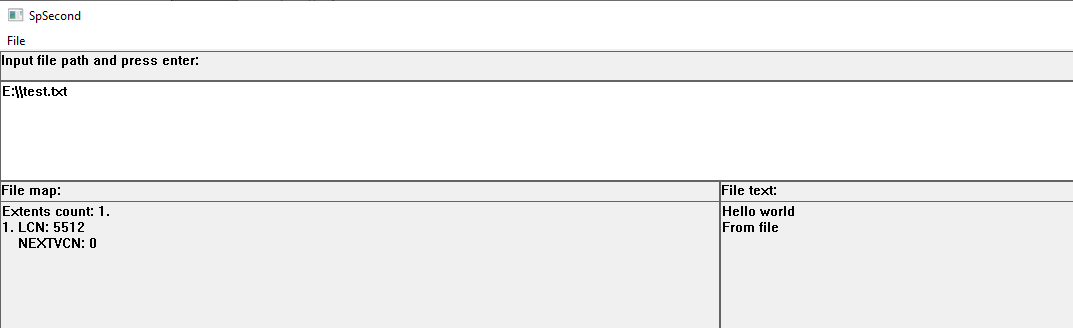 SpSecond
File
Input file path and press enter:
E:\\test.txt
File map:
Extents count: 1.
1. LCN: 5512
NEXTVCN: 0
File text:
Hello world
From file